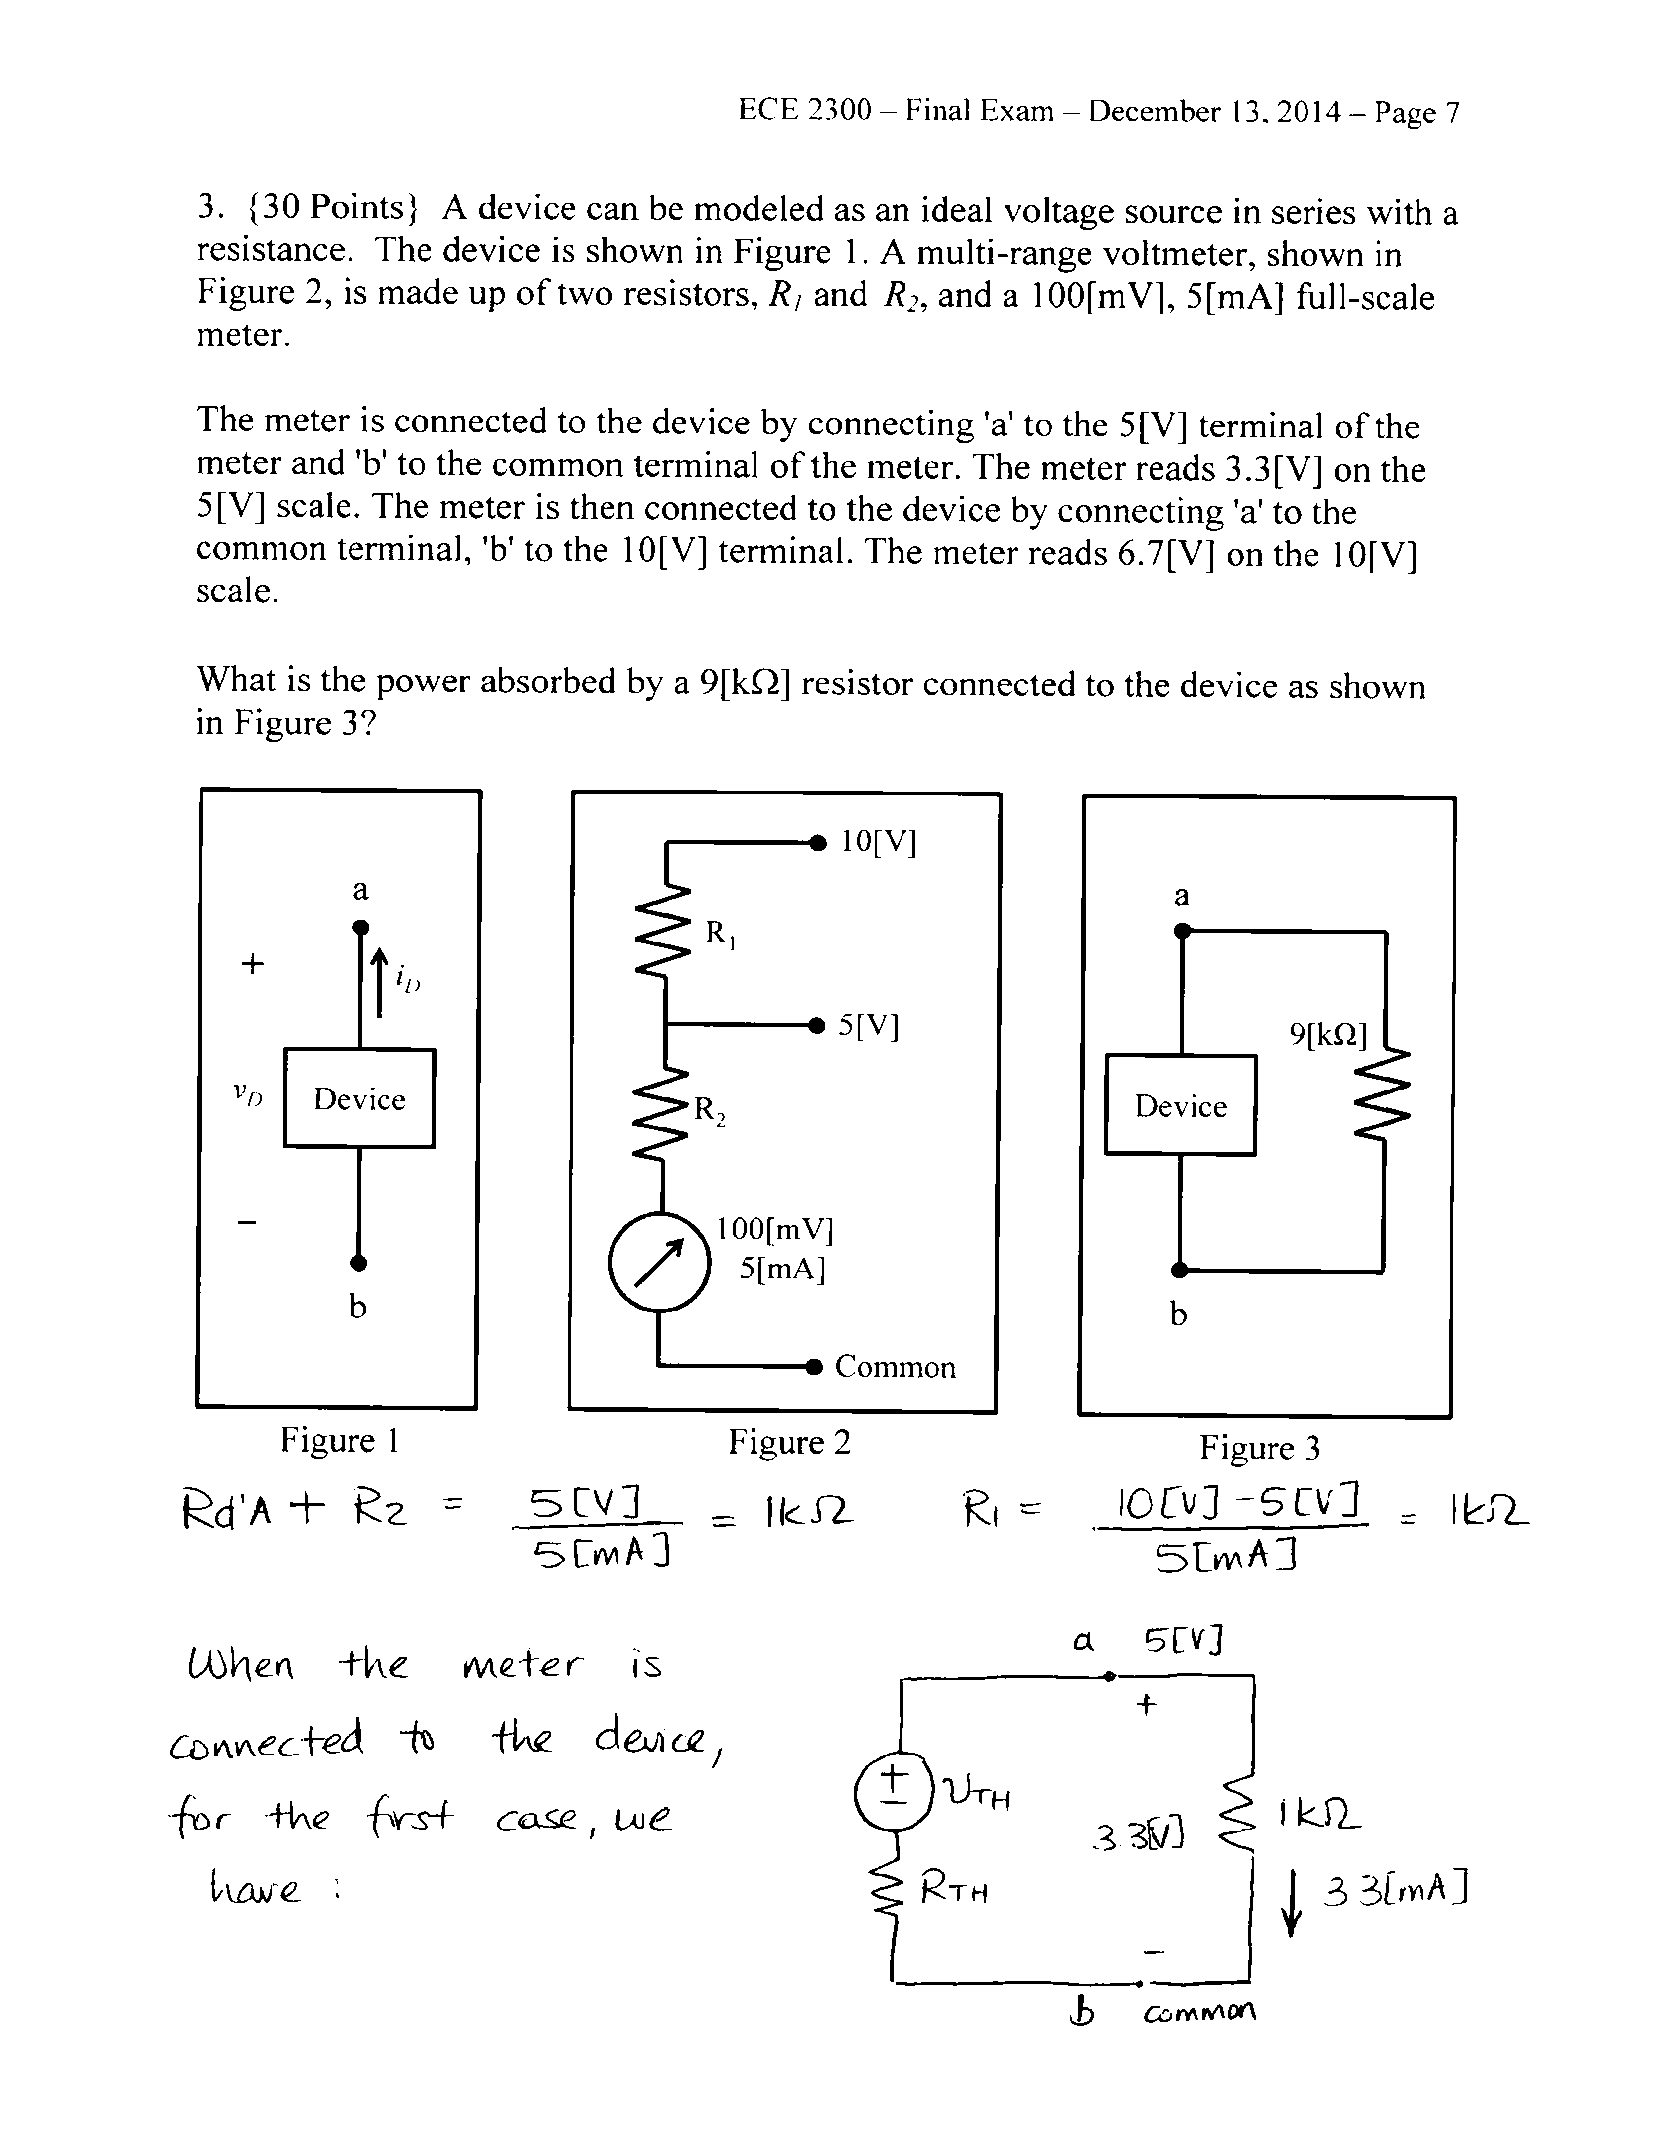 ECE 2300 – Final Exam – December 13, 2014 – Page 7
3. {30 Points} A device can be modeled as an ideal voltage source in series with a
resistance. The device is shown in Figure 1. A multi-range voltmeter, shown in
Figure 2, is made up of two resistors, R1 and R2, and a 100[mV], 5[mA] full-scale
meter.
The meter is connected to the device by connecting 'a' to the 5[V] terminal of the
meter and 'b' to the common terminal of the meter. The meter reads 3.3[V] on the
5[V] scale. The meter is then connected to the device by connecting 'a' to the
common terminal, 'b' to the 10[V] terminal. The meter reads 6.7[V] on the 10[V]
scale.
What is the power absorbed by a 9[kΩ] resistor connected to the device as shown
in Figure 3?
a
+
iD
vD
Device
–
b
Figure 1
10[V]
R1
5[V]
R2
100[mV]
5[mA]
Common
Figure 2
a
9[kΩ]
Device
b
Figure 3
Rd'A + R2 = 5[V] / 5[mA] = 1kΩ
R1 = 10[V] - 5[V] / 5[mA] = 1kΩ
When the meter is
connected to the device,
for the first case, we
have :
a 5[V]
+
+
−
VTH
3.3[V]
1kΩ
RTH
3.3[mA]
−
b common